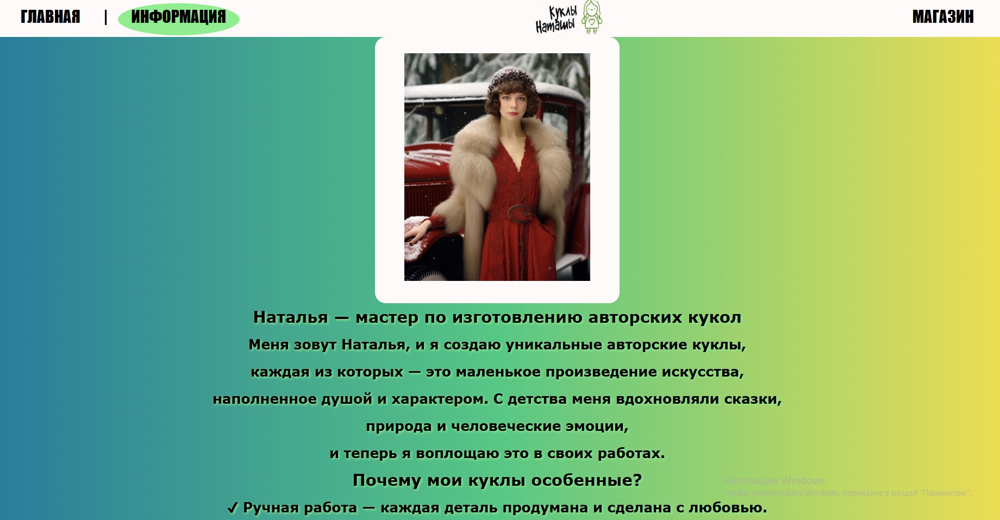 ГЛАВНАЯ | ИНФОРМАЦИЯ
Куклы
Наташы
МАГАЗИН
Наталья — мастер по изготовлению авторских кукол
Меня зовут Наталья, и я создаю уникальные авторские куклы,
каждая из которых — это маленькое произведение искусства,
наполненное душой и характером. С детства меня вдохновляли сказки,
природа и человеческие эмоции,
и теперь я воплощаю это в своих работах.
Почему мои куклы особенные?
Активация Windows
Чтобы активировать Windows, перейдите в раздел "Параметры".
✔ Ручная работа — каждая деталь продумана и сделана с любовью.